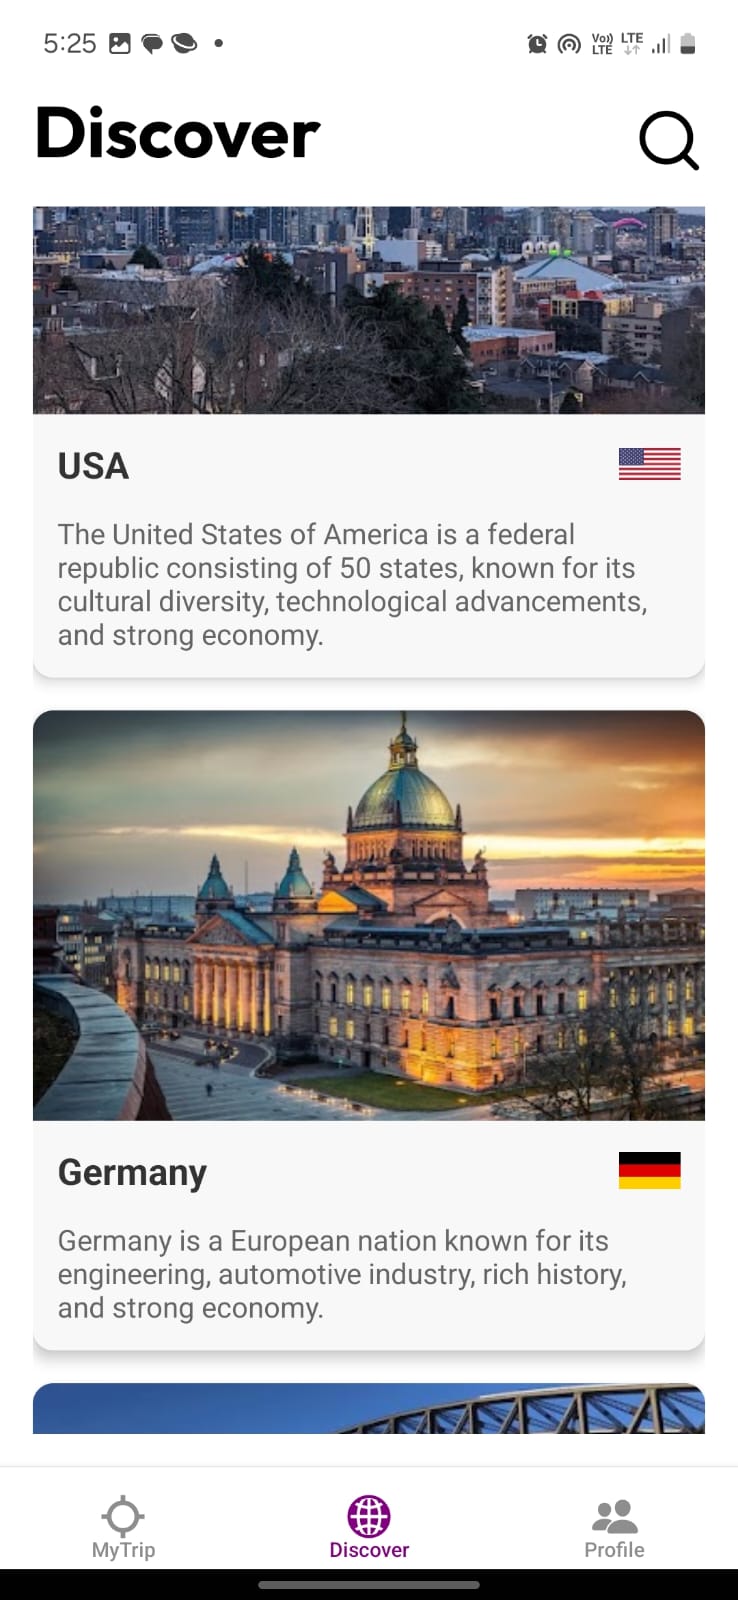 5:25
Vo)) LTE
LTE
Discover
USA
The United States of America is a federal
republic consisting of 50 states, known for its
cultural diversity, technological advancements,
and strong economy.
Germany
Germany is a European nation known for its
engineering, automotive industry, rich history,
and strong economy.
MyTrip
Discover
Profile